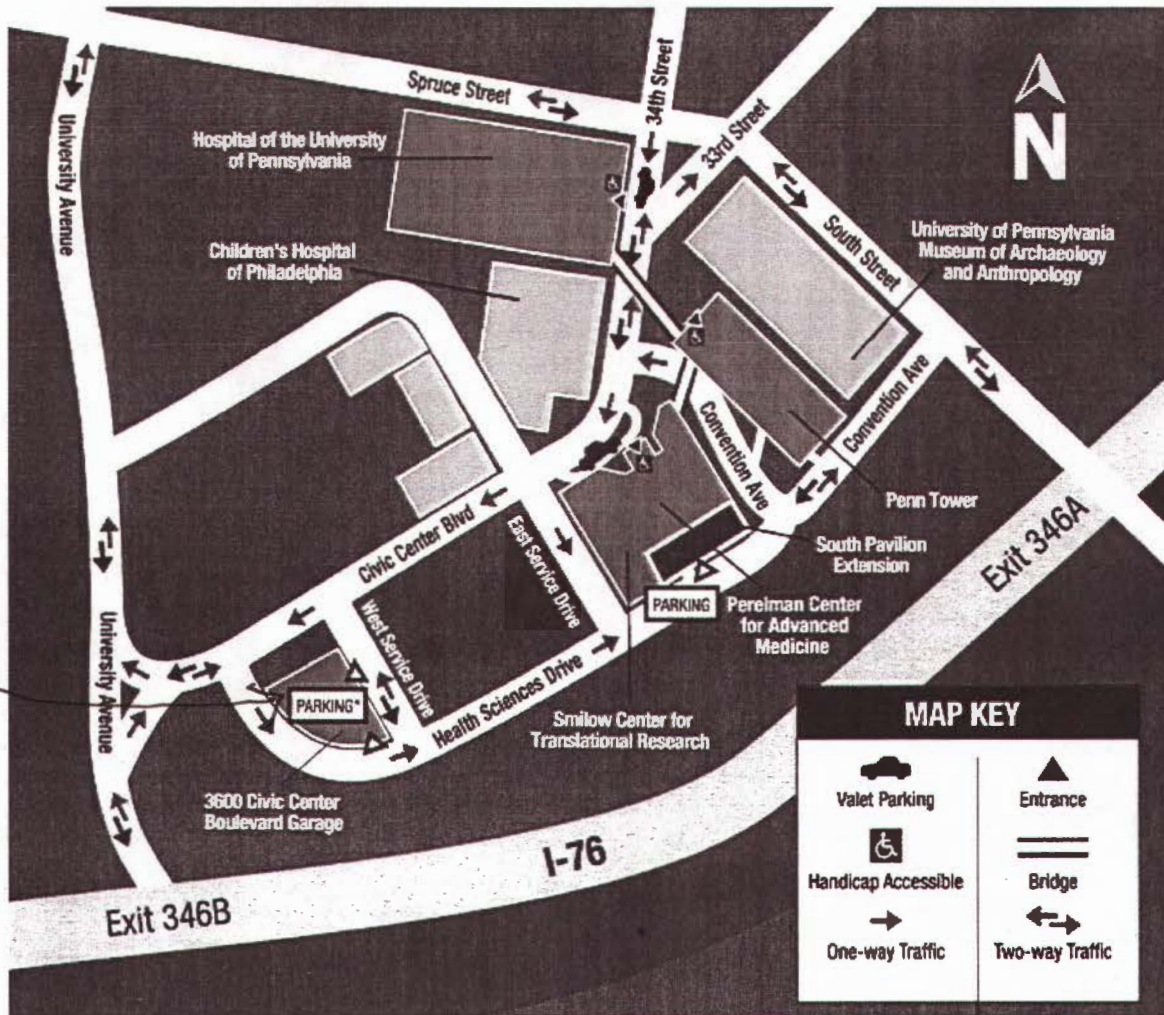 Spruce Street
34th Street
33rd Street
N
University Avenue
Hospital of the University
of Pennsylvania
South Street
University of Pennsylvania
Museum of Archaeology
and Anthropology
Children's Hospital
of Philadelphia
Convention Ave
Convention Ave
Penn Tower
Exit 346A
South Pavilion
Extension
Civic Center Blvd
East Service Drive
PARKING
Perelman Center
for Advanced
Medicine
University Avenue
West Service Drive
PARKING*
Health Sciences Drive
Smilow Center for
Translational Research
3600 Civic Center
Boulevard Garage
I-76
Exit 346B
MAP KEY
Valet Parking
Entrance
Handicap Accessible
Bridge
One-way Traffic
Two-way Traffic